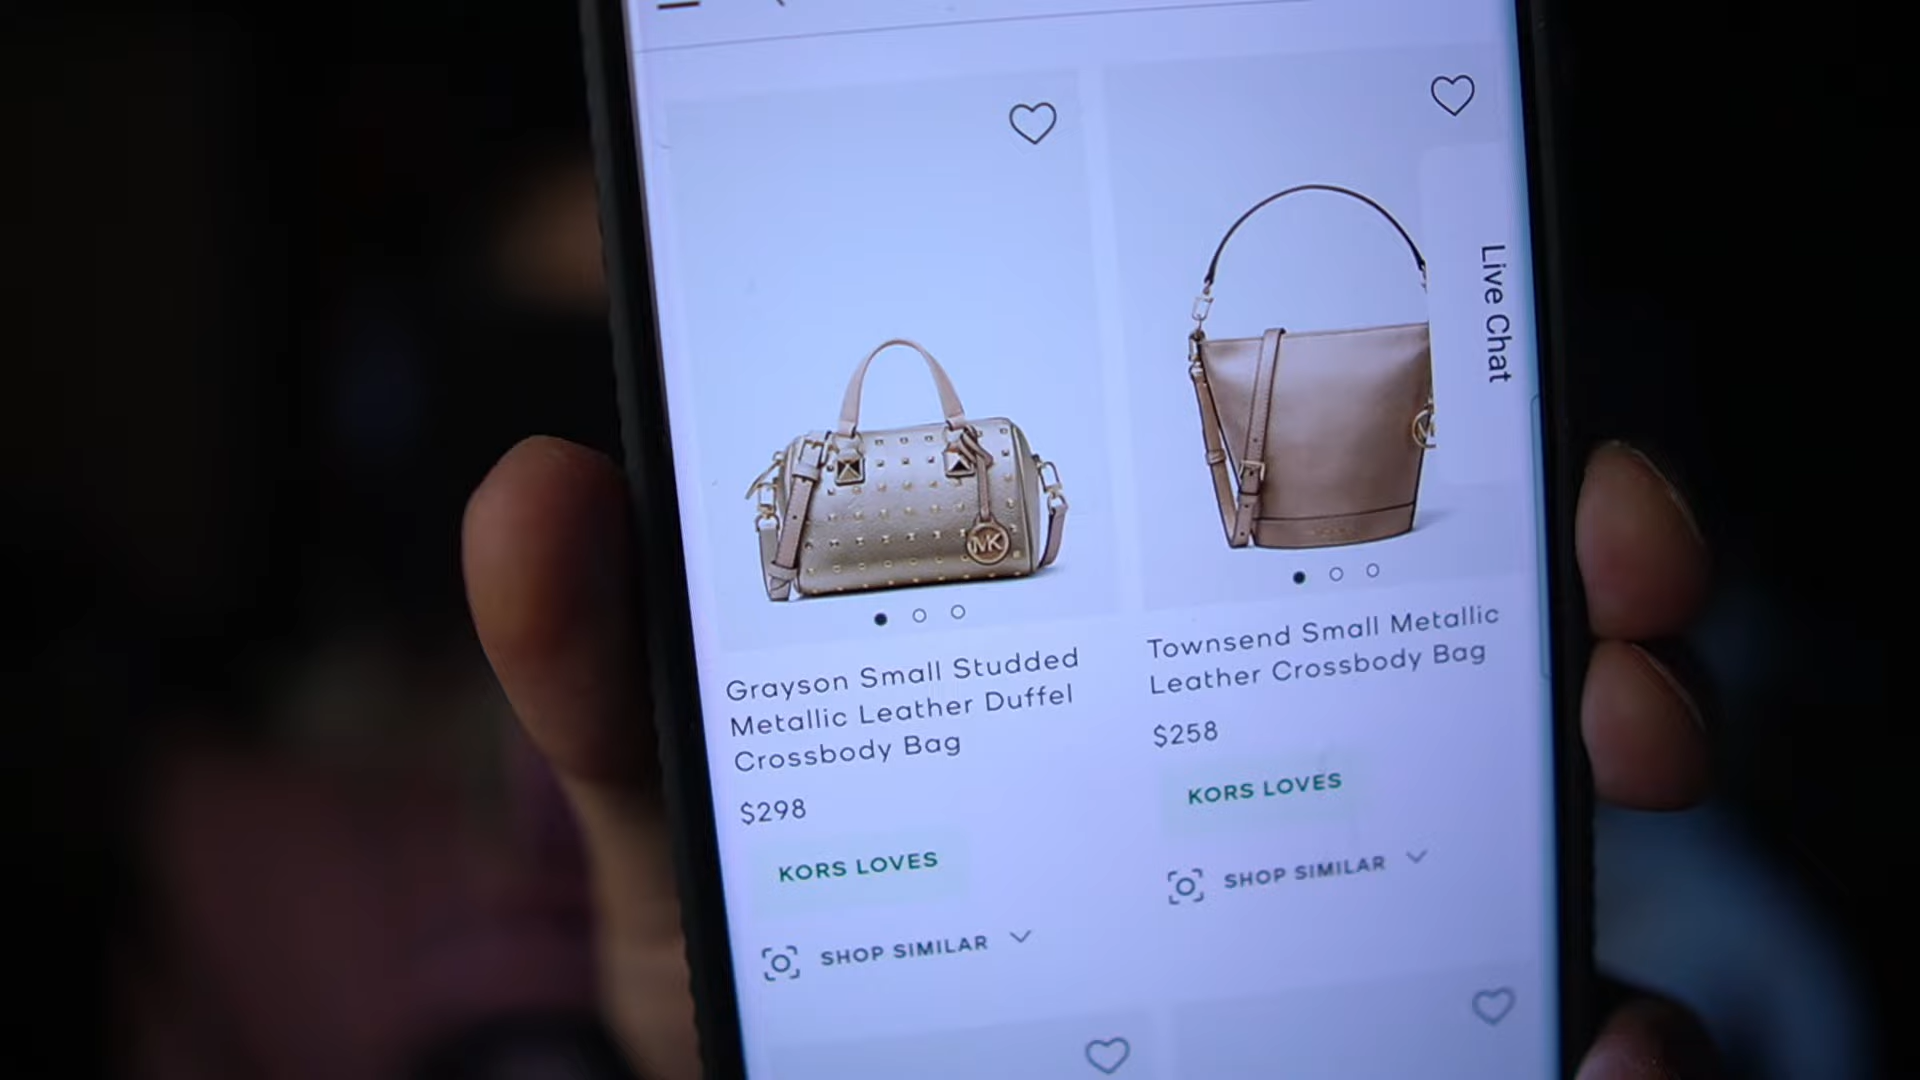 Live Chat
MK
Grayson Small Studded
Metallic Leather Duffel
Crossbody Bag
$298
KORS LOVES
SHOP SIMILAR
Townsend Small Metallic
Leather Crossbody Bag
$258
KORS LOVES
SHOP SIMILAR